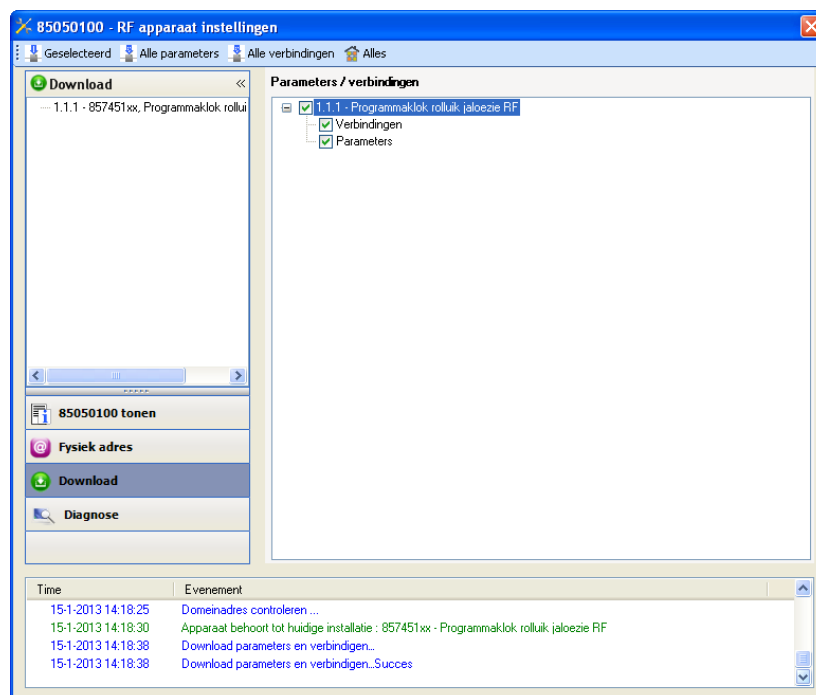 85050100 - RF apparaat instellingen
Geselecteerd Alle parameters Alle verbindingen Alles
Download «
1.1.1 - 857451xx, Programmaklok rollui
Parameters / verbindingen
1.1.1 - Programmaklok rolluik jaloezie RF
Verbindingen
Parameters
85050100 tonen
Fysiek adres
Download
Diagnose
Time Evenement
15-1-2013 14:18:25 Domeinadres controleren ...
15-1-2013 14:18:30 Apparaat behoort tot huidige installatie : 857451xx - Programmaklok rolluik jaloezie RF
15-1-2013 14:18:38 Download parameters en verbindigen...
15-1-2013 14:18:38 Download parameters en verbindigen...Succes